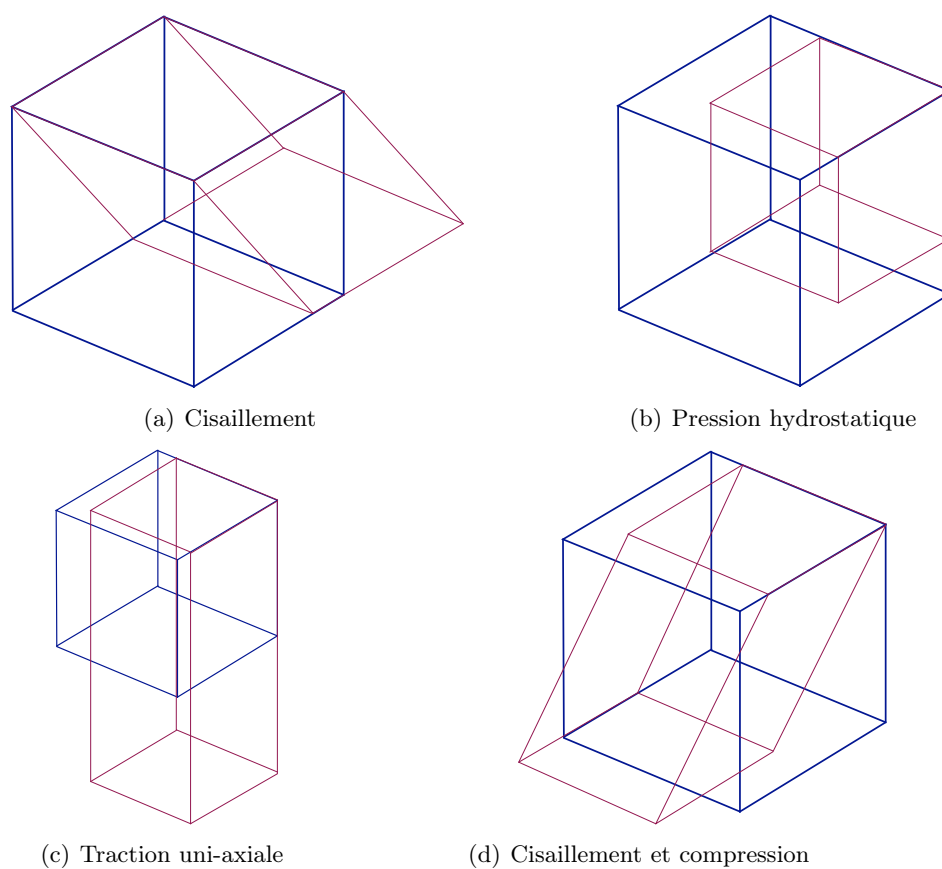 (a) Cisaillement
(b) Pression hydrostatique
(c) Traction uni-axiale
(d) Cisaillement et compression